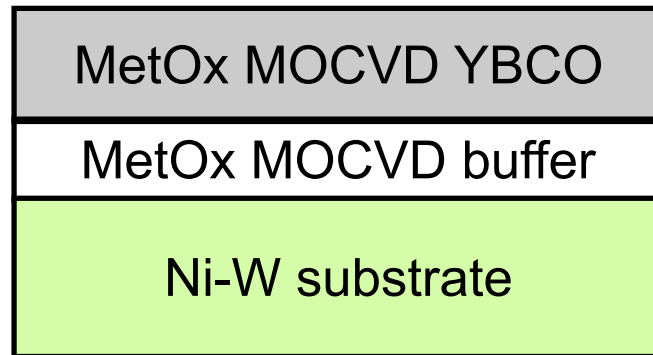 MetOx MOCVD YBCO
MetOx MOCVD buffer
Ni-W substrate